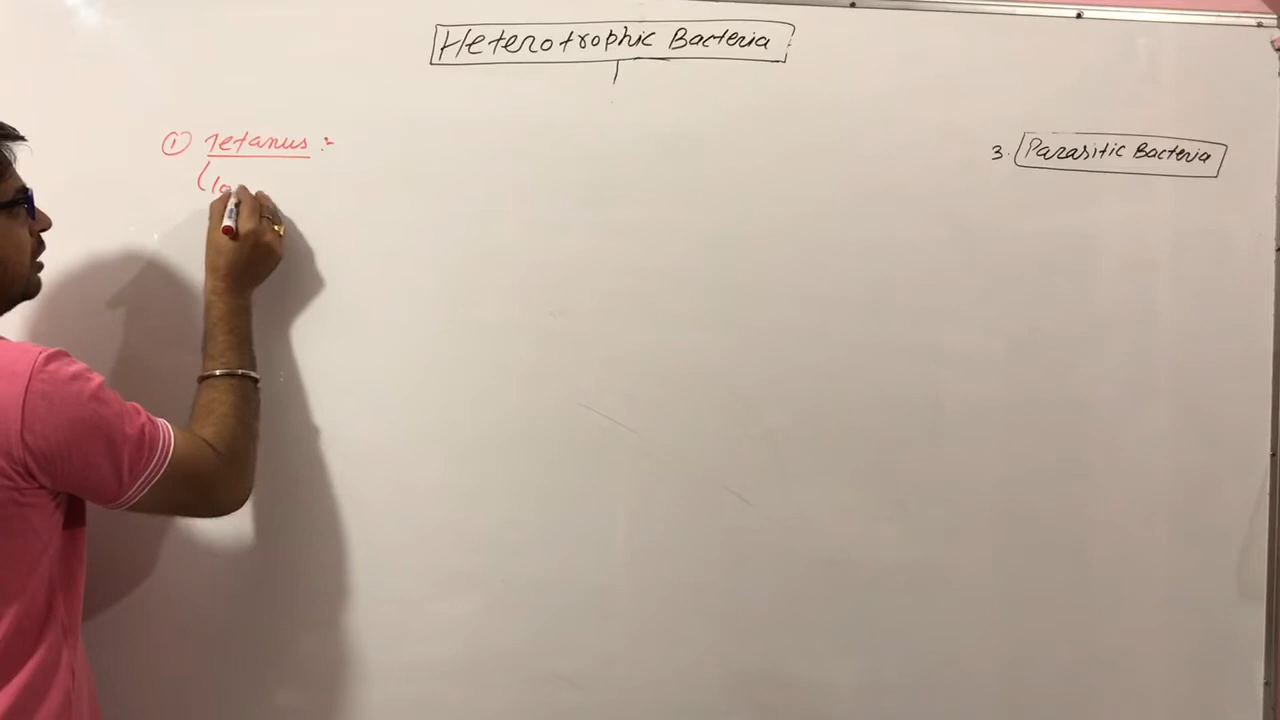 Heterotrophic Bacteria
① Tetanus :-
3. Parasitic Bacteria